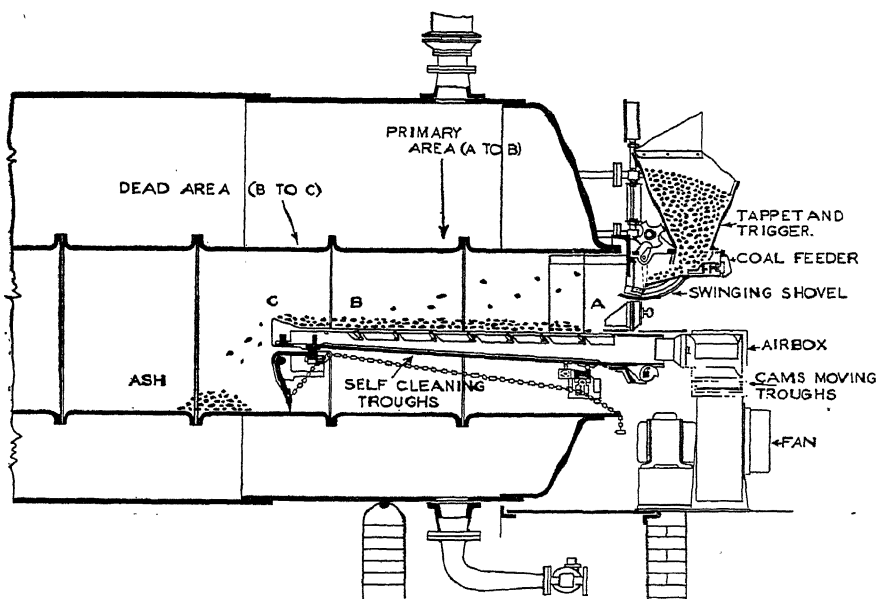 PRIMARY
AREA (A TO B)
DEAD AREA (B TO C)
TAPPET AND
TRIGGER.
COAL FEEDER
SWINGING SHOVEL
C
B
A
AIRBOX
ASH
SELF CLEANING
TROUGHS
CAMS MOVING
TROUGHS
FAN